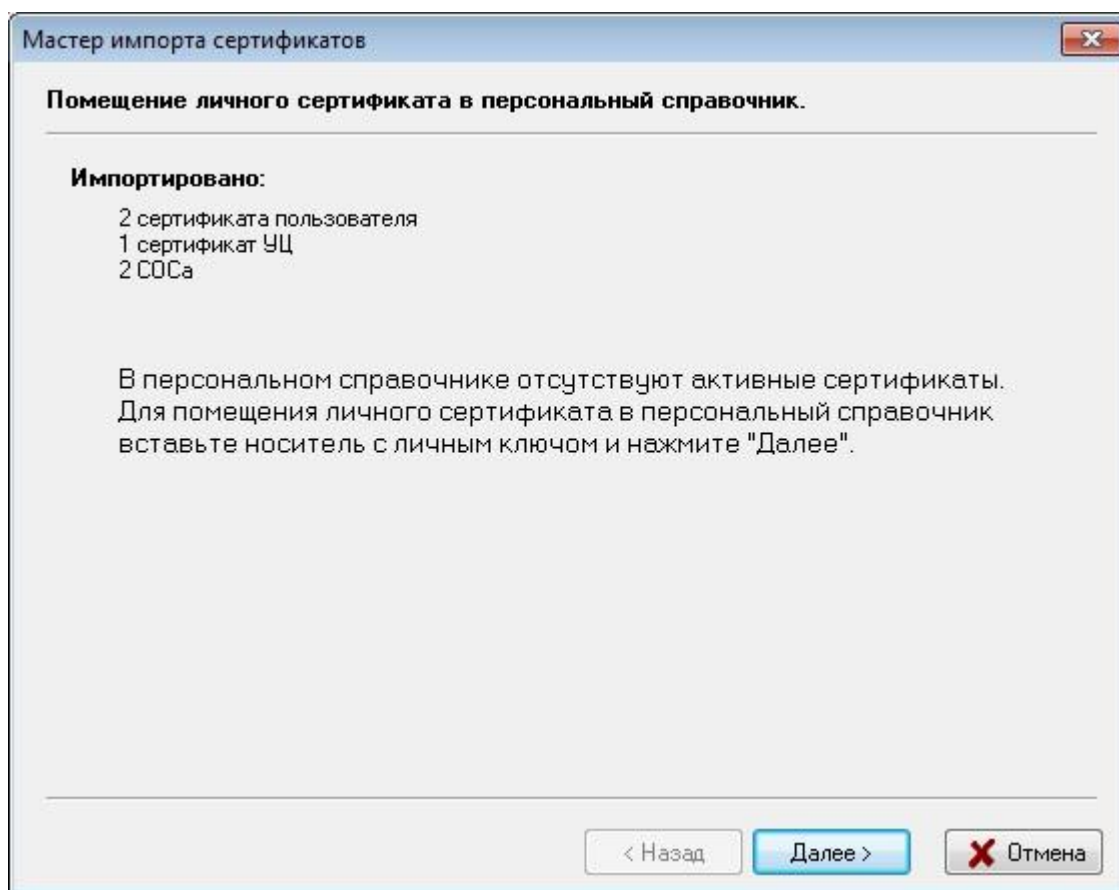 Мастер импорта сертификатов
Помещение личного сертификата в персональный справочник.
Импортировано:
2 сертификата пользователя
1 сертификат УЦ
2 СОСа
В персональном справочнике отсутствуют активные сертификаты.
Для помещения личного сертификата в персональный справочник
вставьте носитель с личным ключом и нажмите "Далее".
< Назад
Далее >
Отмена